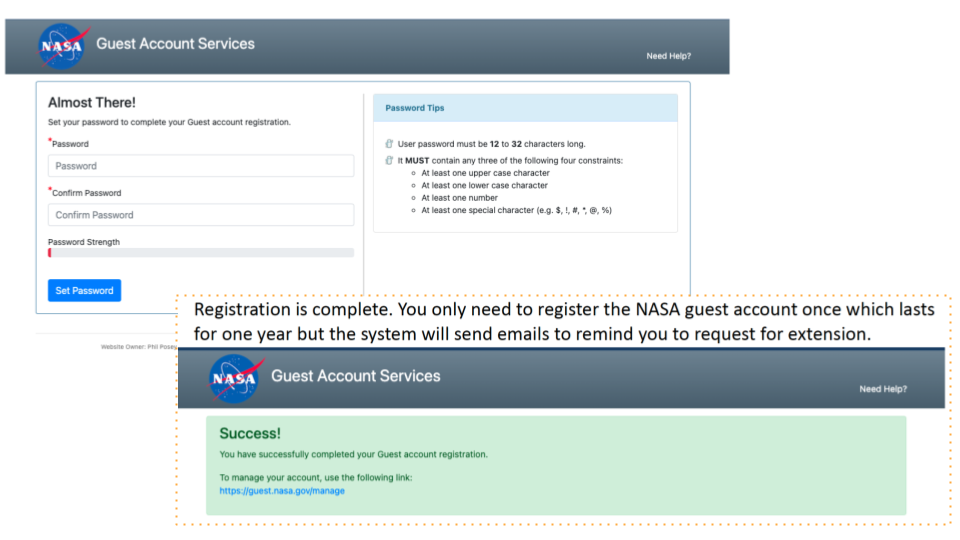 NASA
Guest Account Services
Need Help?
Almost There!
Set your password to complete your Guest account registration.
*Password
Password
*Confirm Password
Confirm Password
Password Strength
Set Password
Password Tips
User password must be 12 to 32 characters long.
It MUST contain any three of the following four constraints:
At least one upper case character
At least one lower case character
At least one number
At least one special character (e.g. $, !, #, *, @, %)
Website Owner: Phil Posey
Registration is complete. You only need to register the NASA guest account once which lasts
for one year but the system will send emails to remind you to request for extension.
NASA
Guest Account Services
Need Help?
Success!
You have successfully completed your Guest account registration.
To manage your account, use the following link:
https://guest.nasa.gov/manage